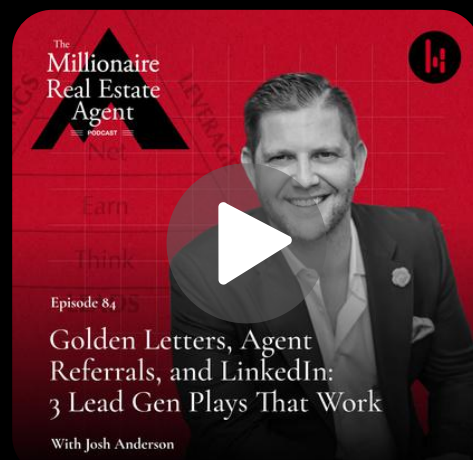 The
Millionaire
Real Estate
Agent
PODCAST
LEVERAGE
Net
Earn
Think
Episode 84
Golden Letters, Agent
Referrals, and LinkedIn:
3 Lead Gen Plays That Work
With Josh Anderson